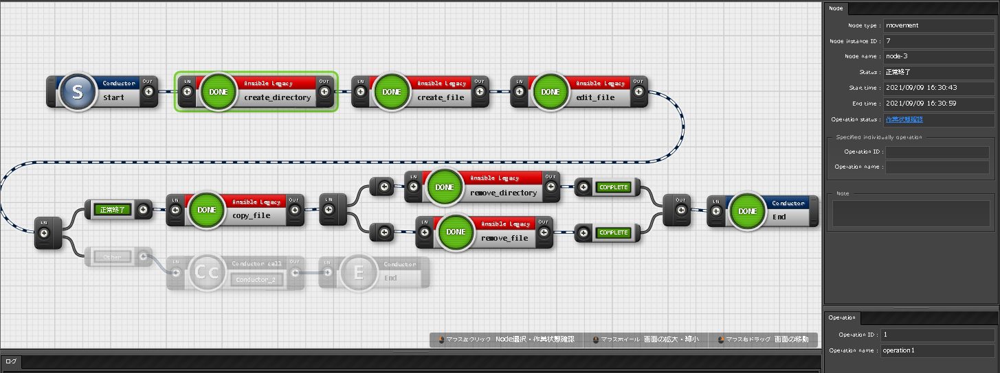 Conductor
S
Start
OUT
IN
DONE
Ansible Legacy
create_directory
OUT
IN
DONE
Ansible Legacy
create_file
OUT
IN
DONE
Ansible Legacy
edit_file
OUT
IN
正常終了
Other
IN
DONE
Ansible Legacy
copy_file
OUT
IN
IN
DONE
Ansible Legacy
remove_directory
OUT
COMPLETE
IN
DONE
Ansible Legacy
remove_file
OUT
COMPLETE
OUT
IN
DONE
Conductor
End
IN
Cc
Conductor call
Conductor_2
OUT
IN
E
Conductor
End
マウス左クリック Node選択・作業状態確認
マウスホイール 画面の拡大・縮小
マウス右ドラッグ 画面の移動
ログ
Node
Node type : movement
Node instance ID : 7
Node name : node-3
Status : 正常終了
Start time : 2021/09/09 16:30:43
End time : 2021/09/09 16:30:59
Operation status : 作業状態確認
Specified individually operation
Operation ID :
Operation name :
Note
Operation
Operation ID : 1
Operation name : operation1